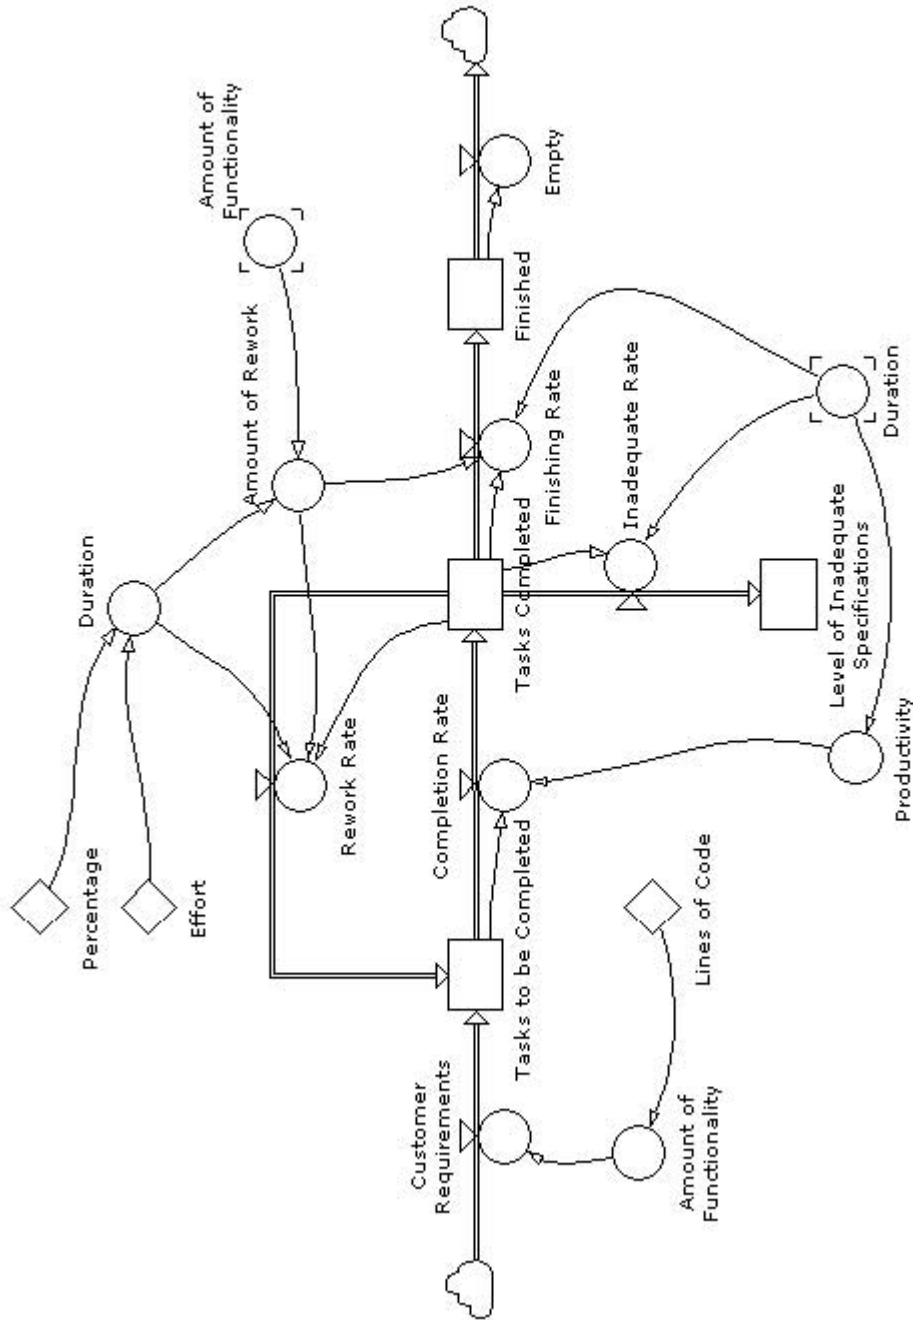 Percentage
Effort
Duration
Amount of Rework
Amount of
Functionality
Rework Rate
Customer
Requirements
Completion Rate
Tasks to be Completed
Tasks Completed
Finishing Rate
Finished
Empty
Amount of
Functionality
Lines of Code
Inadequate Rate
Level of Inadequate
Specifications
Productivity
Duration